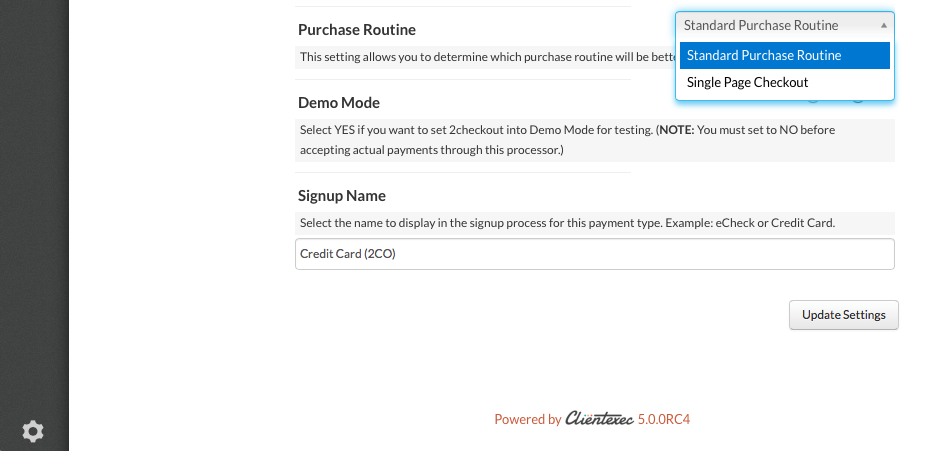 Purchase Routine
Standard Purchase Routine
This setting allows you to determine which purchase routine will be
Standard Purchase Routine
Single Page Checkout
Demo Mode
Select YES if you want to set 2checkout into Demo Mode for testing. (NOTE: You must set to NO before
accepting actual payments through this processor.)
Signup Name
Select the name to display in the signup process for this payment type. Example: eCheck or Credit Card.
Credit Card (2CO)
Update Settings
Powered by Clientexec 5.0.0RC4